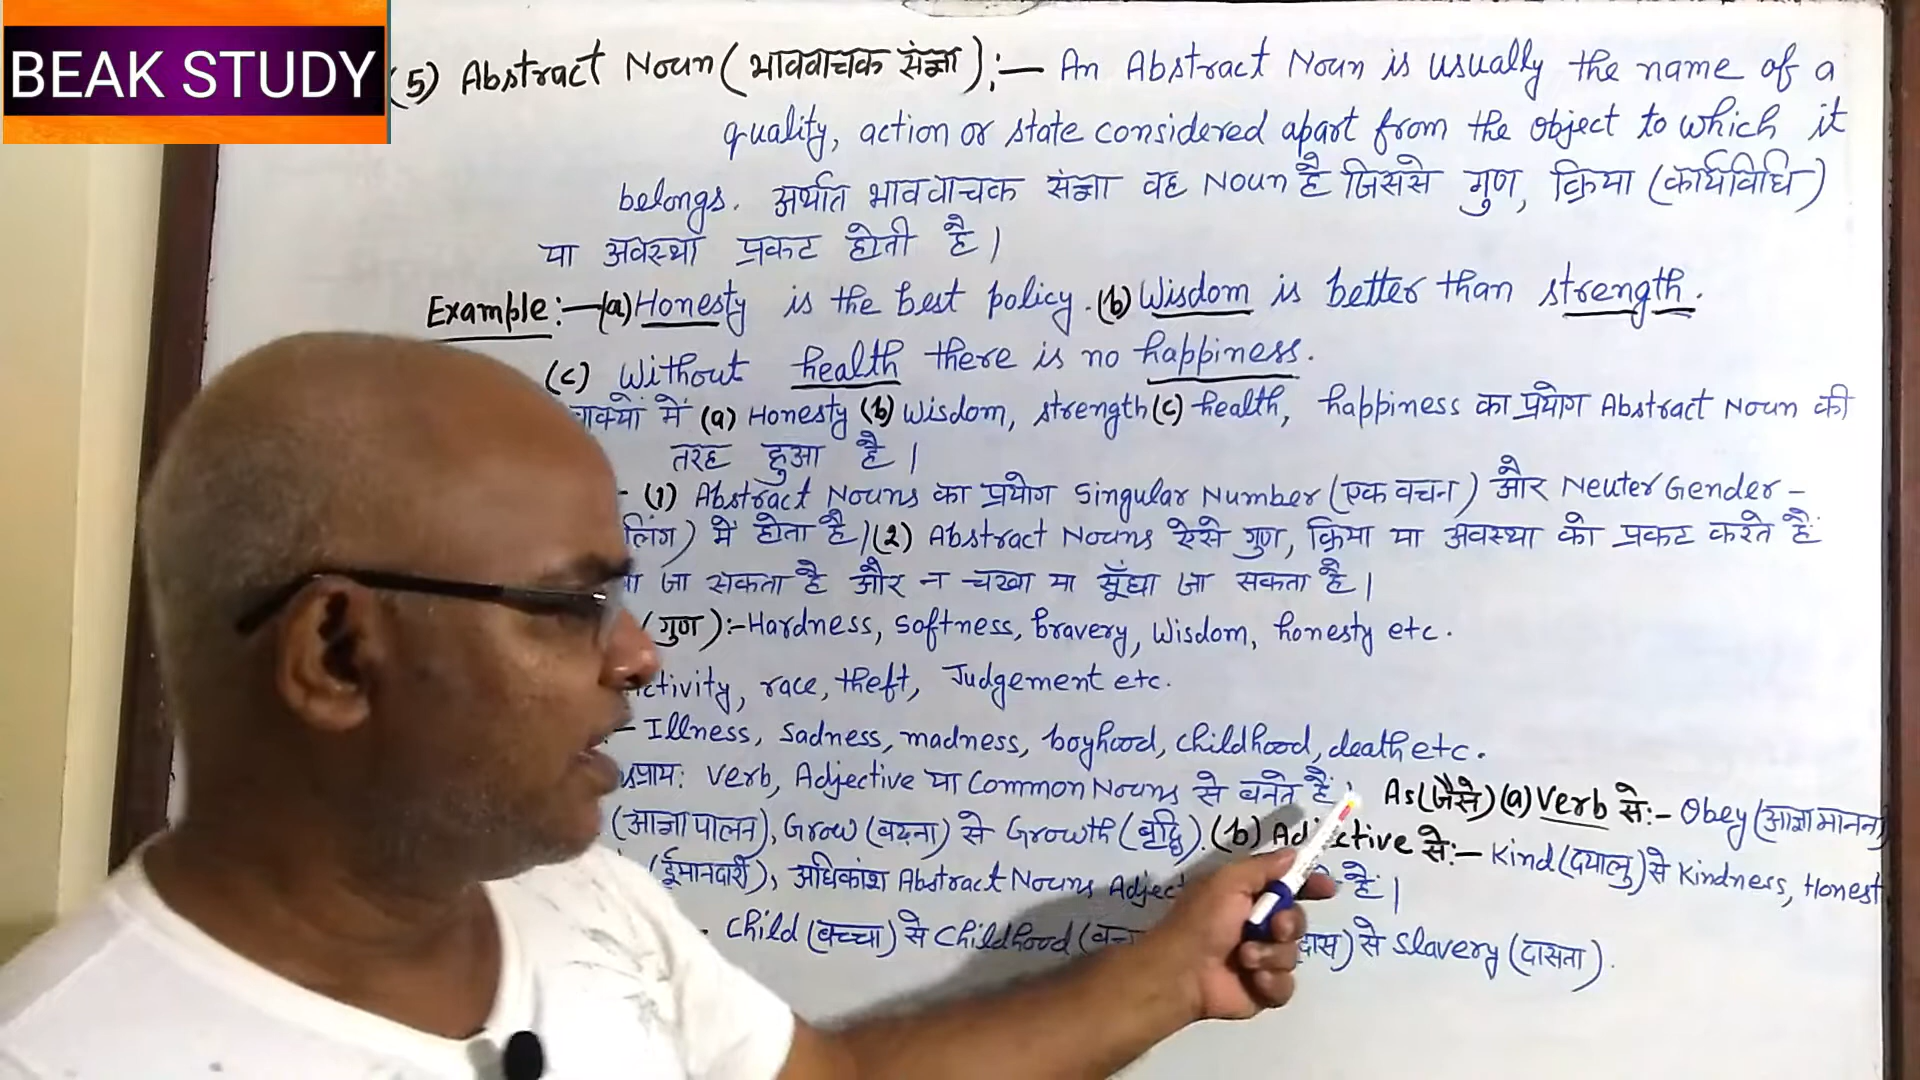 BEAK STUDY
(5) Abstract Noun (भाववाचक संज्ञा) :— An Abstract Noun is usually the name of a
quality, action or state considered apart from the object to which it
belongs. अर्थात भाववाचक संज्ञा वह Noun है जिससे गुण, क्रिया (कार्यविधि)
या अवस्था प्रकट होती है।
Example:—(a) Honesty is the best policy. (b) Wisdom is better than strength.
(c) Without health there is no happiness.
वाक्यों में (a) Honesty (b) Wisdom, strength (c) health, happiness का प्रयोग Abstract Noun की
तरह हुआ है।
- (1) Abstract Nouns का प्रयोग Singular Number (एक वचन) और Neuter Gender -
लिंग) में होता है। (2) Abstract Nouns ऐसे गुण, क्रिया या अवस्था को प्रकट करते हैं
जा सकता है और न चखा या सूँघा जा सकता है।
(गुण) :- Hardness, softness, bravery, wisdom, honesty etc.
activity, race, theft, Judgement etc.
- Illness, sadness, madness, boyhood, childhood, death etc.
प्राय: Verb, Adjective या Common Nouns से बनते हैं। As (जैसे) (a) Verb से:- Obey (आज्ञा मानना)
(आज्ञापालन), Grow (बढ़ना) से Growth (वृद्धि). (b) Adjective से:— Kind (दयालु) से Kindness, Honest
(ईमानदारी), अधिकांश Abstract Nouns Adject हैं।
- Child (बच्चा) से Childhood (दास) से Slavery (दासता).